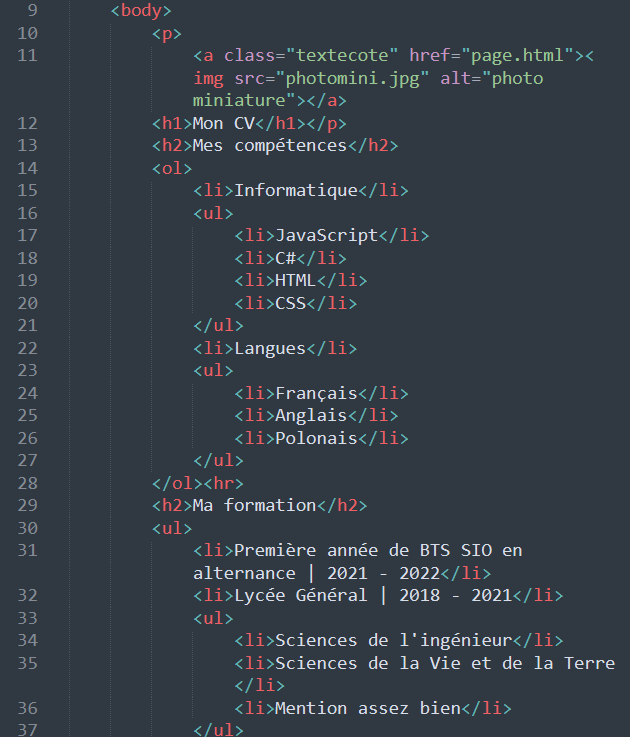 9 <body>
10 <p>
11 <a class="textecote" href="page.html"><
img src="photomini.jpg" alt="photo
miniature"></a>
12 <h1>Mon CV</h1></p>
13 <h2>Mes compétences</h2>
14 <ol>
15 <li>Informatique</li>
16 <ul>
17 <li>JavaScript</li>
18 <li>C#</li>
19 <li>HTML</li>
20 <li>CSS</li>
21 </ul>
22 <li>Langues</li>
23 <ul>
24 <li>Français</li>
25 <li>Anglais</li>
26 <li>Polonais</li>
27 </ul>
28 </ol><hr>
29 <h2>Ma formation</h2>
30 <ul>
31 <li>Première année de BTS SIO en
alternance | 2021 - 2022</li>
32 <li>Lycée Général | 2018 - 2021</li>
33 <ul>
34 <li>Sciences de l'ingénieur</li>
35 <li>Sciences de la Vie et de la Terre
</li>
36 <li>Mention assez bien</li>
37 </ul>